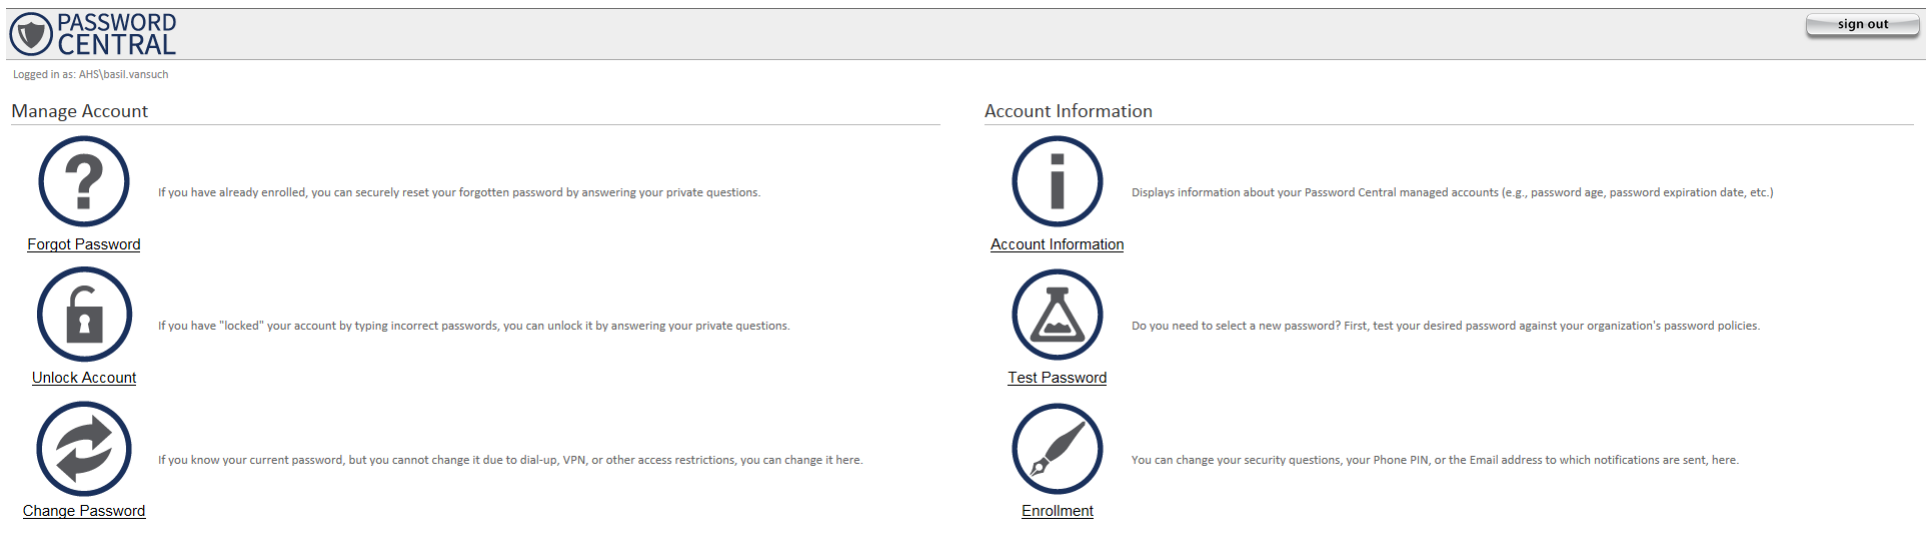 PASSWORD
CENTRAL
sign out
Logged in as: AHS\basil.vansuch
Manage Account
If you have already enrolled, you can securely reset your forgotten password by answering your private questions.
Forgot Password
If you have "locked" your account by typing incorrect passwords, you can unlock it by answering your private questions.
Unlock Account
If you know your current password, but you cannot change it due to dial-up, VPN, or other access restrictions, you can change it here.
Change Password
Account Information
Displays information about your Password Central managed accounts (e.g., password age, password expiration date, etc.)
Account Information
Do you need to select a new password? First, test your desired password against your organization's password policies.
Test Password
You can change your security questions, your Phone PIN, or the Email address to which notifications are sent, here.
Enrollment